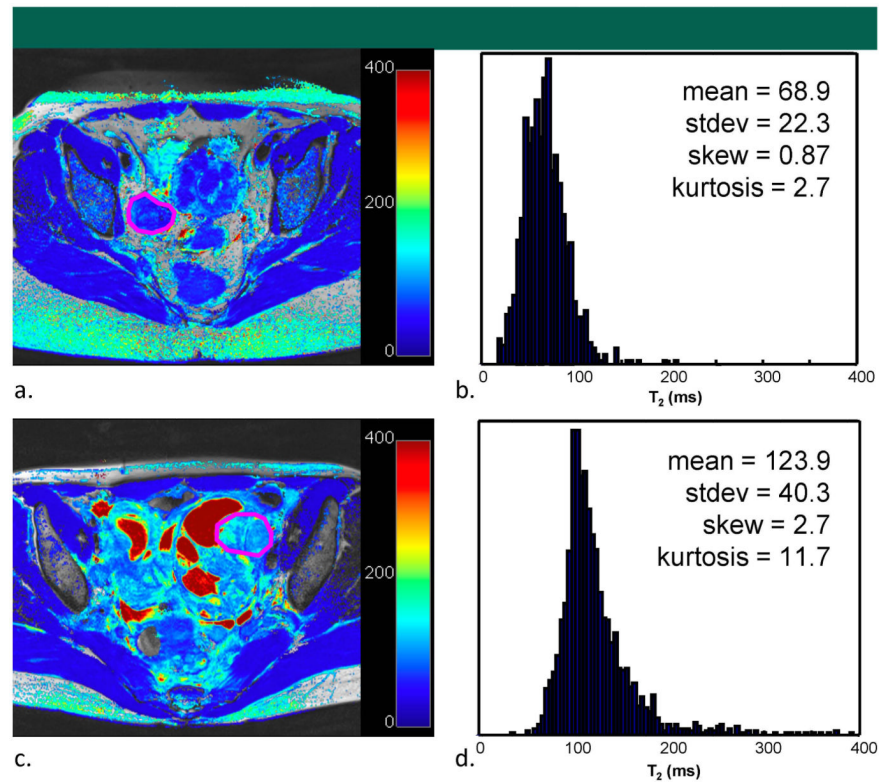 400
200
0
a.
mean = 68.9
stdev = 22.3
skew = 0.87
kurtosis = 2.7
0 100 200 300 400
T2 (ms)
b.
400
200
0
c.
mean = 123.9
stdev = 40.3
skew = 2.7
kurtosis = 11.7
0 100 200 300 400
T2 (ms)
d.